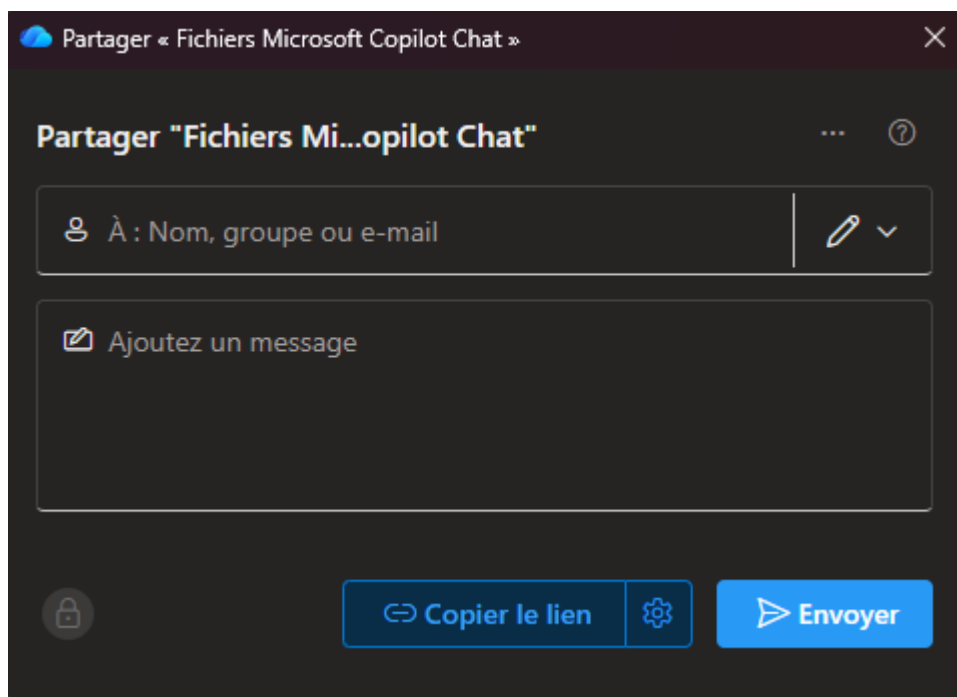 Partager « Fichiers Microsoft Copilot Chat »
Partager "Fichiers Mi...opilot Chat"
À : Nom, groupe ou e-mail
Ajoutez un message
Copier le lien
Envoyer